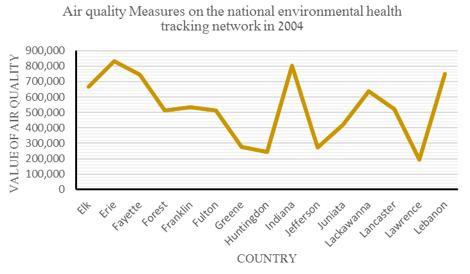 Air quality Measures on the national environmental health
tracking network in 2004
VALUE OF AIR QUALITY
900,000
800,000
700,000
600,000
500,000
400,000
300,000
200,000
100,000
0
Elk
Erie
Fayette
Forest
Franklin
Fulton
Greene
Huntingdon
Indiana
Jefferson
Juniata
Lackawanna
Lancaster
Lawrence
Lebanon
COUNTRY